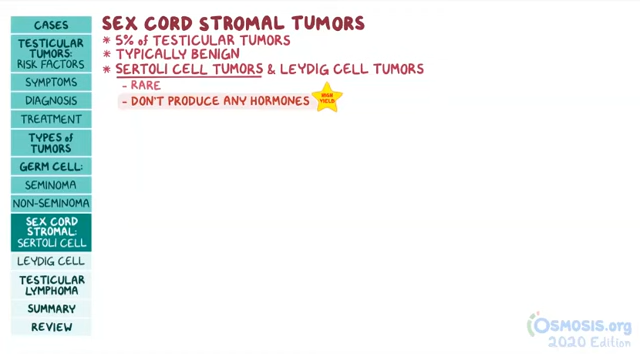 CASES
TESTICULAR
TUMORS:
RISK FACTORS
SYMPTOMS
DIAGNOSIS
TREATMENT
TYPES of
TUMORS
GERM CELL:
SEMINOMA
NON-SEMINOMA
SEX CORD
STROMAL:
SERTOLI CELL
LEYDIG CELL
TESTICULAR
LYMPHOMA
SUMMARY
REVIEW
SEX CORD STROMAL TUMORS
* 5% of TESTICULAR TUMORS
* TYPICALLY BENIGN
* SERTOLI CELL TUMORS & LEYDIG CELL TUMORS
- RARE
- DON'T PRODUCE ANY HORMONES
HIGH
YIELD!
OSMOSIS.org
2020 Edition